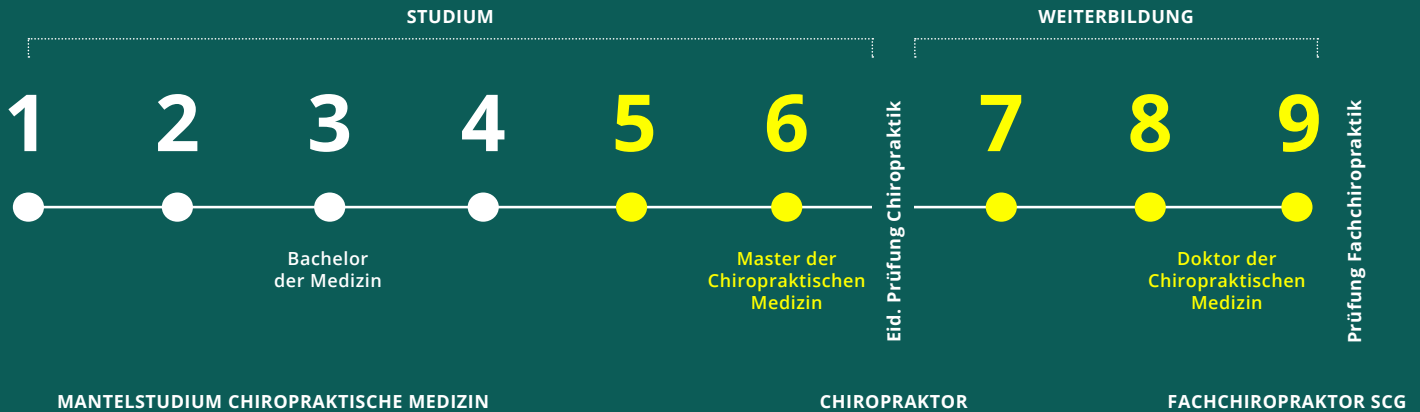 STUDIUM
WEITERBILDUNG
1 2 3 4 5 6 7 8 9
Eid. Prüfung Chiropraktik
Prüfung Fachchiropraktik
Bachelor
der Medizin
Master der
Chiropraktischen
Medizin
Doktor der
Chiropraktischen
Medizin
MANTELSTUDIUM CHIROPRAKTISCHE MEDIZIN
CHIROPRAKTOR
FACHCHIROPRAKTOR SCG